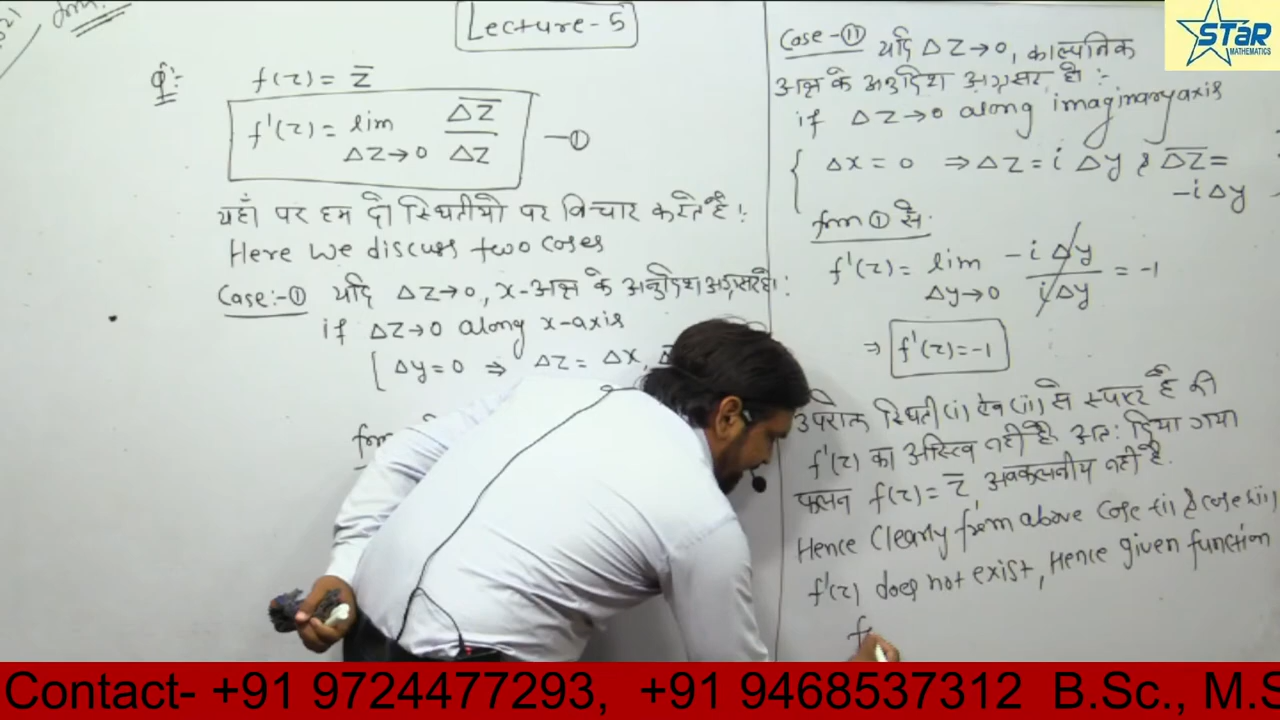 Lecture-5
Q:-
f(z) = z̅
f'(z) = lim Δz̅
Δz→0 Δz —①
यहाँ पर हम दो स्थितीयो पर विचार करते है।:
Here we discuss two cases
Case:-① यदि Δz→0, x-अक्ष के अनुदिश अग्रसर हो।:
if Δz→0 along x-axis
[ Δy=0 ⇒ Δz = Δx,
Case-⑪ यदि Δz→0, काल्पनिक
अक्ष के अनुदिश अग्रसर हो :-
if Δz→0 along imaginary axis
{ Δx=0 ⇒ Δz = i Δy & Δz̅ =
-iΔy
form ① से:
f'(z) = lim -i Δy
Δy→0 iΔy = -1
⇒ f'(z)=-1
उपरोक्त स्थिती(i) एंव (ii) से स्पष्ट है की
f'(z) का अस्तित्व नहीं है. अत: दिया गया
फलन f(z)=z̅, अवकलनीय नहीं है.
Hence clearly from above Case (i) & Case (ii)
f'(z) does not exist, Hence given function
f
STAR
MATHEMATICS
Contact- +91 9724477293, +91 9468537312 B.Sc., M.S